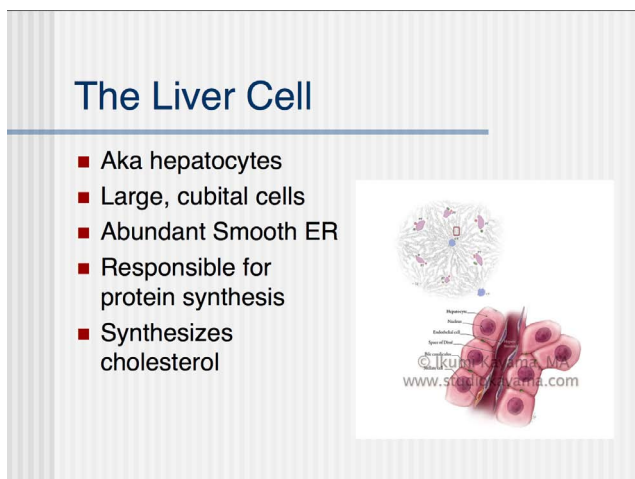 The Liver Cell
Aka hepatocytes
Large, cubital cells
Abundant Smooth ER
Responsible for
protein synthesis
Synthesizes
cholesterol
Hepatocyte
Nucleus
Endothelial cell
Space of Disse
© Ikumi Kayama, MA
www.studiokayama.com